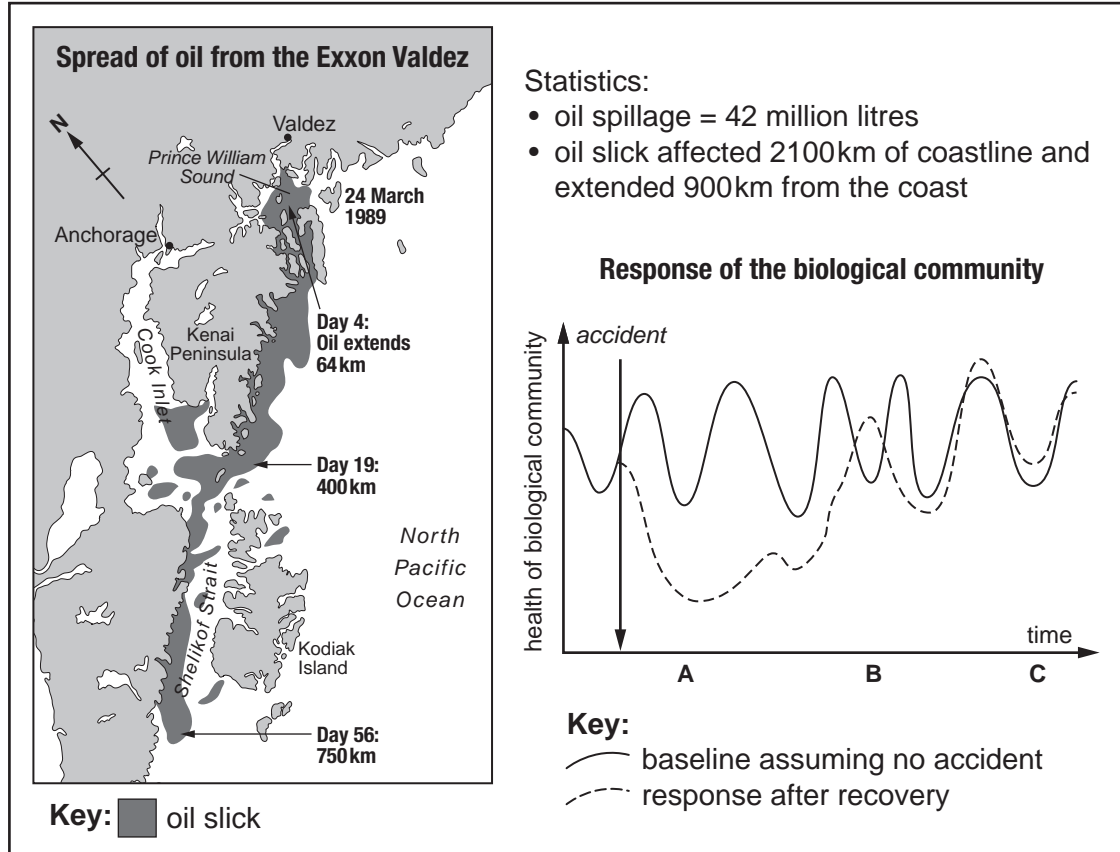 Spread of oil from the Exxon Valdez
N
Valdez
Prince William
Sound
24 March
1989
Anchorage
Day 4:
Oil extends
64 km
Kenai
Peninsula
Cook Inlet
Day 19:
400 km
North
Pacific
Ocean
Shelikof Strait
Kodiak
Island
Day 56:
750 km
Key: oil slick
Statistics:
• oil spillage = 42 million litres
• oil slick affected 2100 km of coastline and
extended 900 km from the coast
Response of the biological community
accident
health of biological community
time
A B C
Key:
baseline assuming no accident
response after recovery